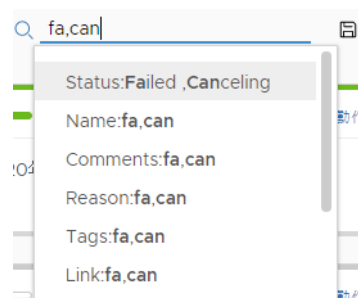 fa,can
Status:Failed ,Canceling
Name:fa,can
Comments:fa,can
Reason:fa,can
Tags:fa,can
Link:fa,can